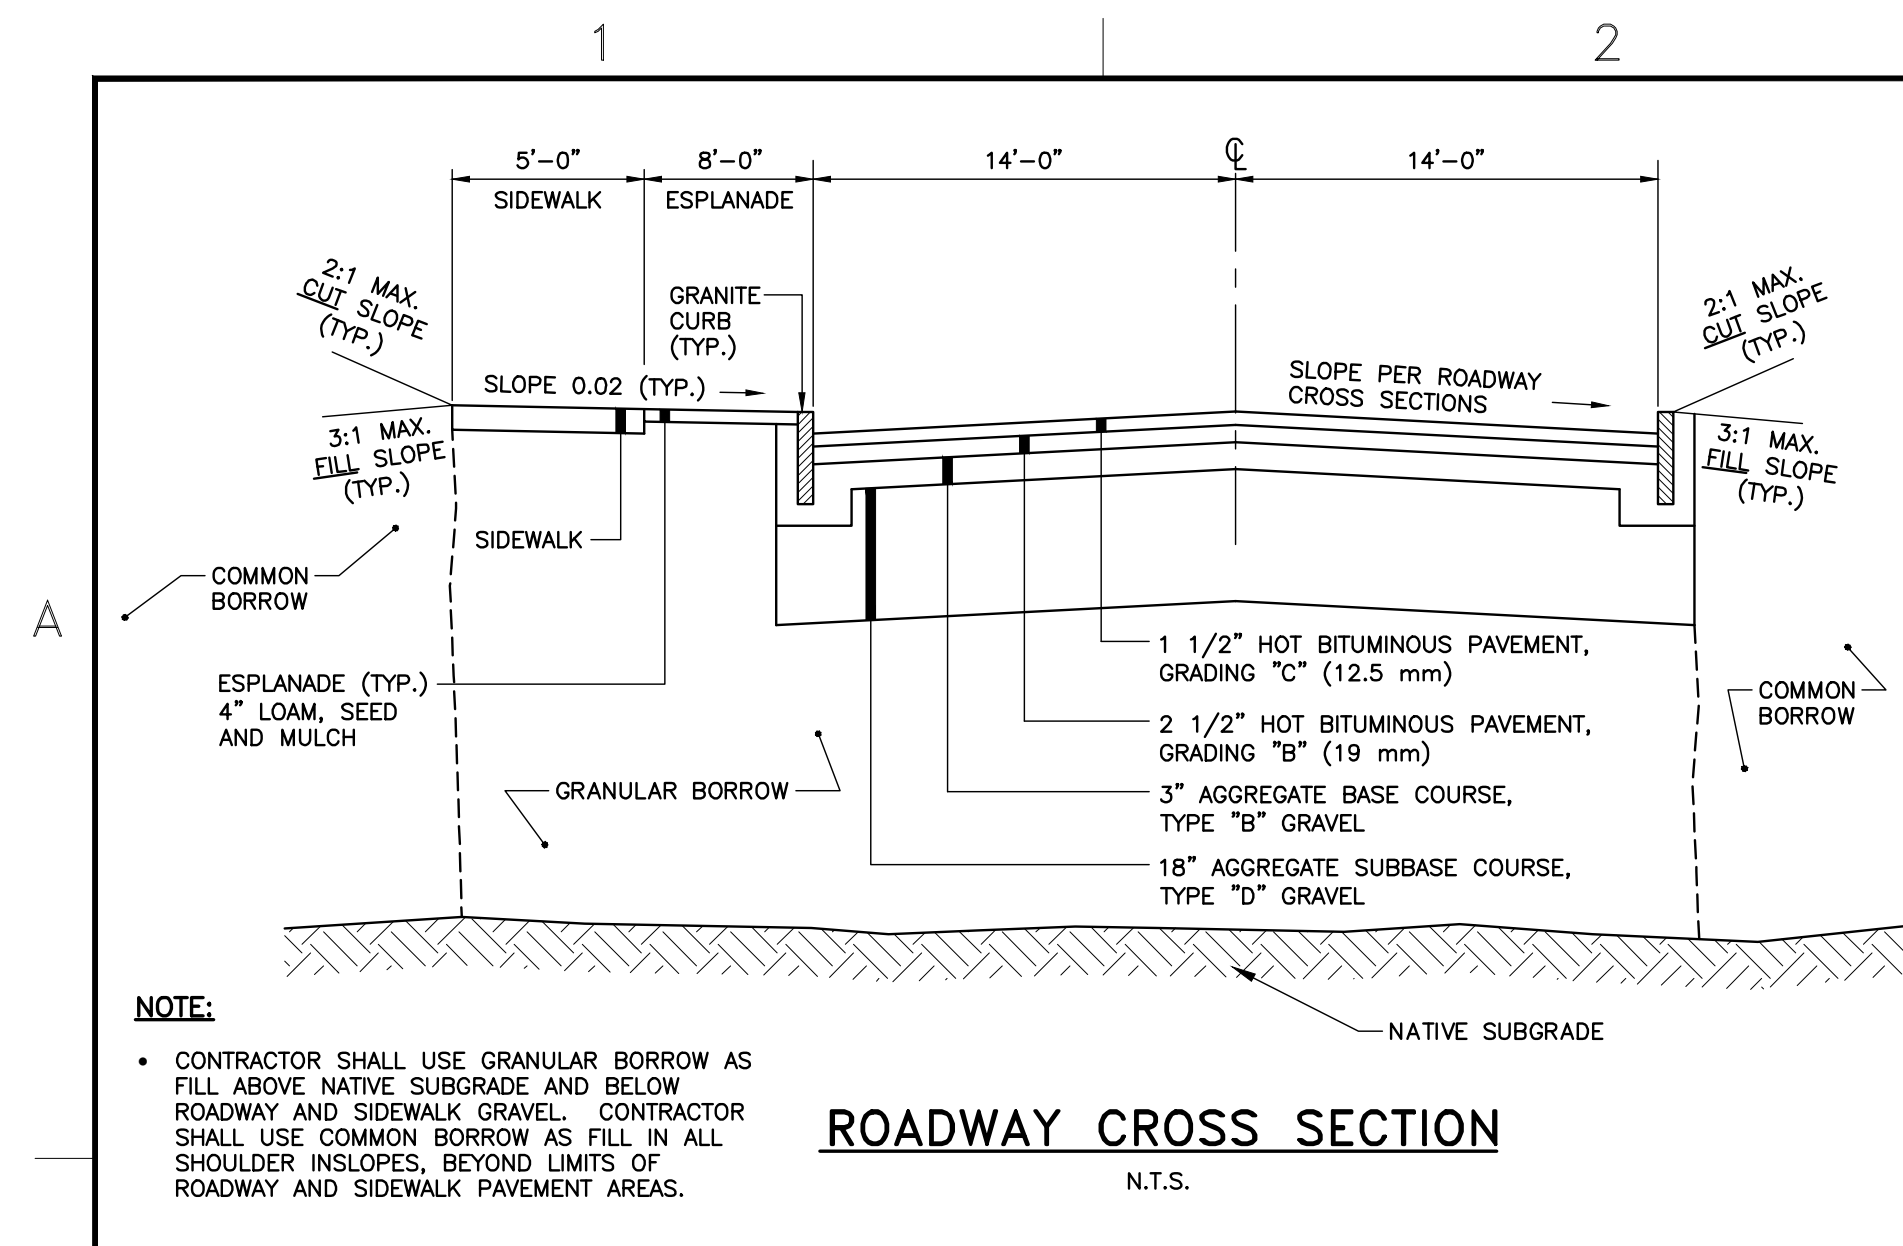 1
2
A
5'-0"
8'-0"
14'-0"
℄
14'-0"
SIDEWALK
ESPLANADE
2:1 MAX.
CUT SLOPE
(TYP.)
GRANITE
CURB
(TYP.)
2:1 MAX.
CUT SLOPE
(TYP.)
SLOPE 0.02 (TYP.)
SLOPE PER ROADWAY
CROSS SECTIONS
3:1 MAX.
FILL SLOPE
(TYP.)
3:1 MAX.
FILL SLOPE
(TYP.)
SIDEWALK
COMMON
BORROW
ESPLANADE (TYP.)
4" LOAM, SEED
AND MULCH
GRANULAR BORROW
1 1/2" HOT BITUMINOUS PAVEMENT,
GRADING "C" (12.5 mm)
2 1/2" HOT BITUMINOUS PAVEMENT,
GRADING "B" (19 mm)
3" AGGREGATE BASE COURSE,
TYPE "B" GRAVEL
18" AGGREGATE SUBBASE COURSE,
TYPE "D" GRAVEL
COMMON
BORROW
NATIVE SUBGRADE
NOTE:
• CONTRACTOR SHALL USE GRANULAR BORROW AS
FILL ABOVE NATIVE SUBGRADE AND BELOW
ROADWAY AND SIDEWALK GRAVEL. CONTRACTOR
SHALL USE COMMON BORROW AS FILL IN ALL
SHOULDER INSLOPES, BEYOND LIMITS OF
ROADWAY AND SIDEWALK PAVEMENT AREAS.
ROADWAY CROSS SECTION
N.T.S.